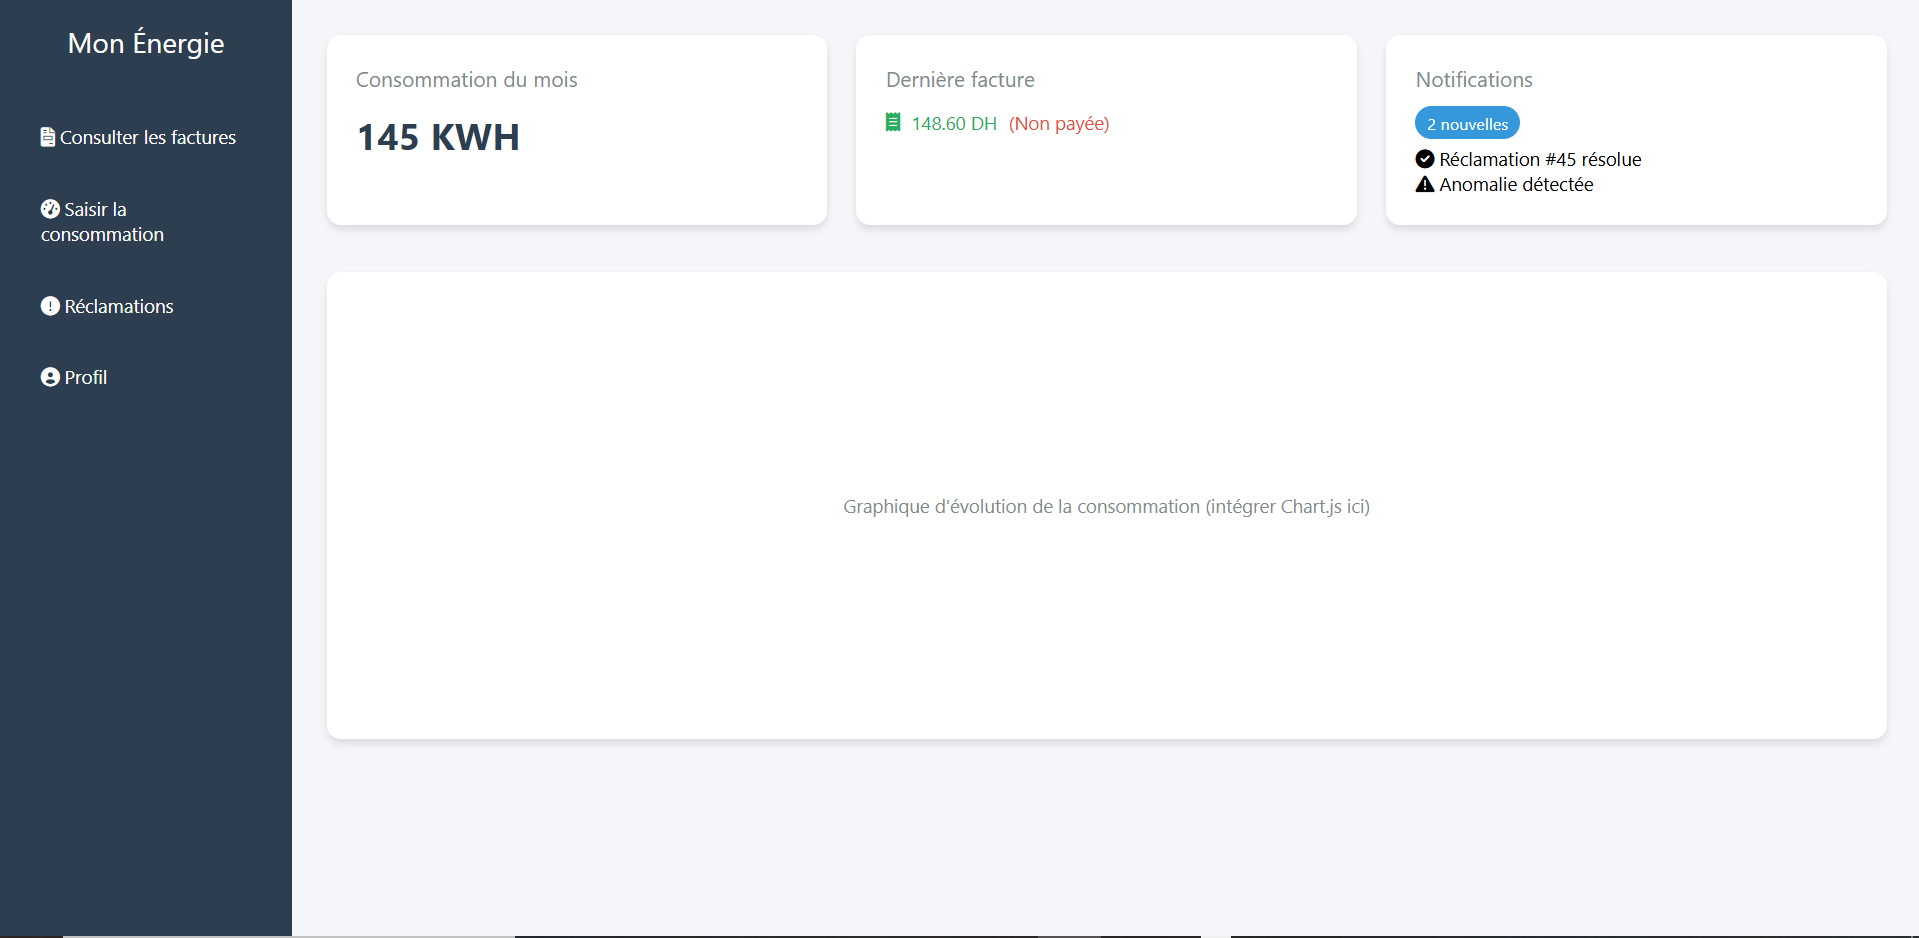 Mon Énergie
Consulter les factures
Saisir la
consommation
Réclamations
Profil
Consommation du mois
145 KWH
Dernière facture
148.60 DH (Non payée)
Notifications
2 nouvelles
Réclamation #45 résolue
Anomalie détectée
Graphique d'évolution de la consommation (intégrer Chart.js ici)